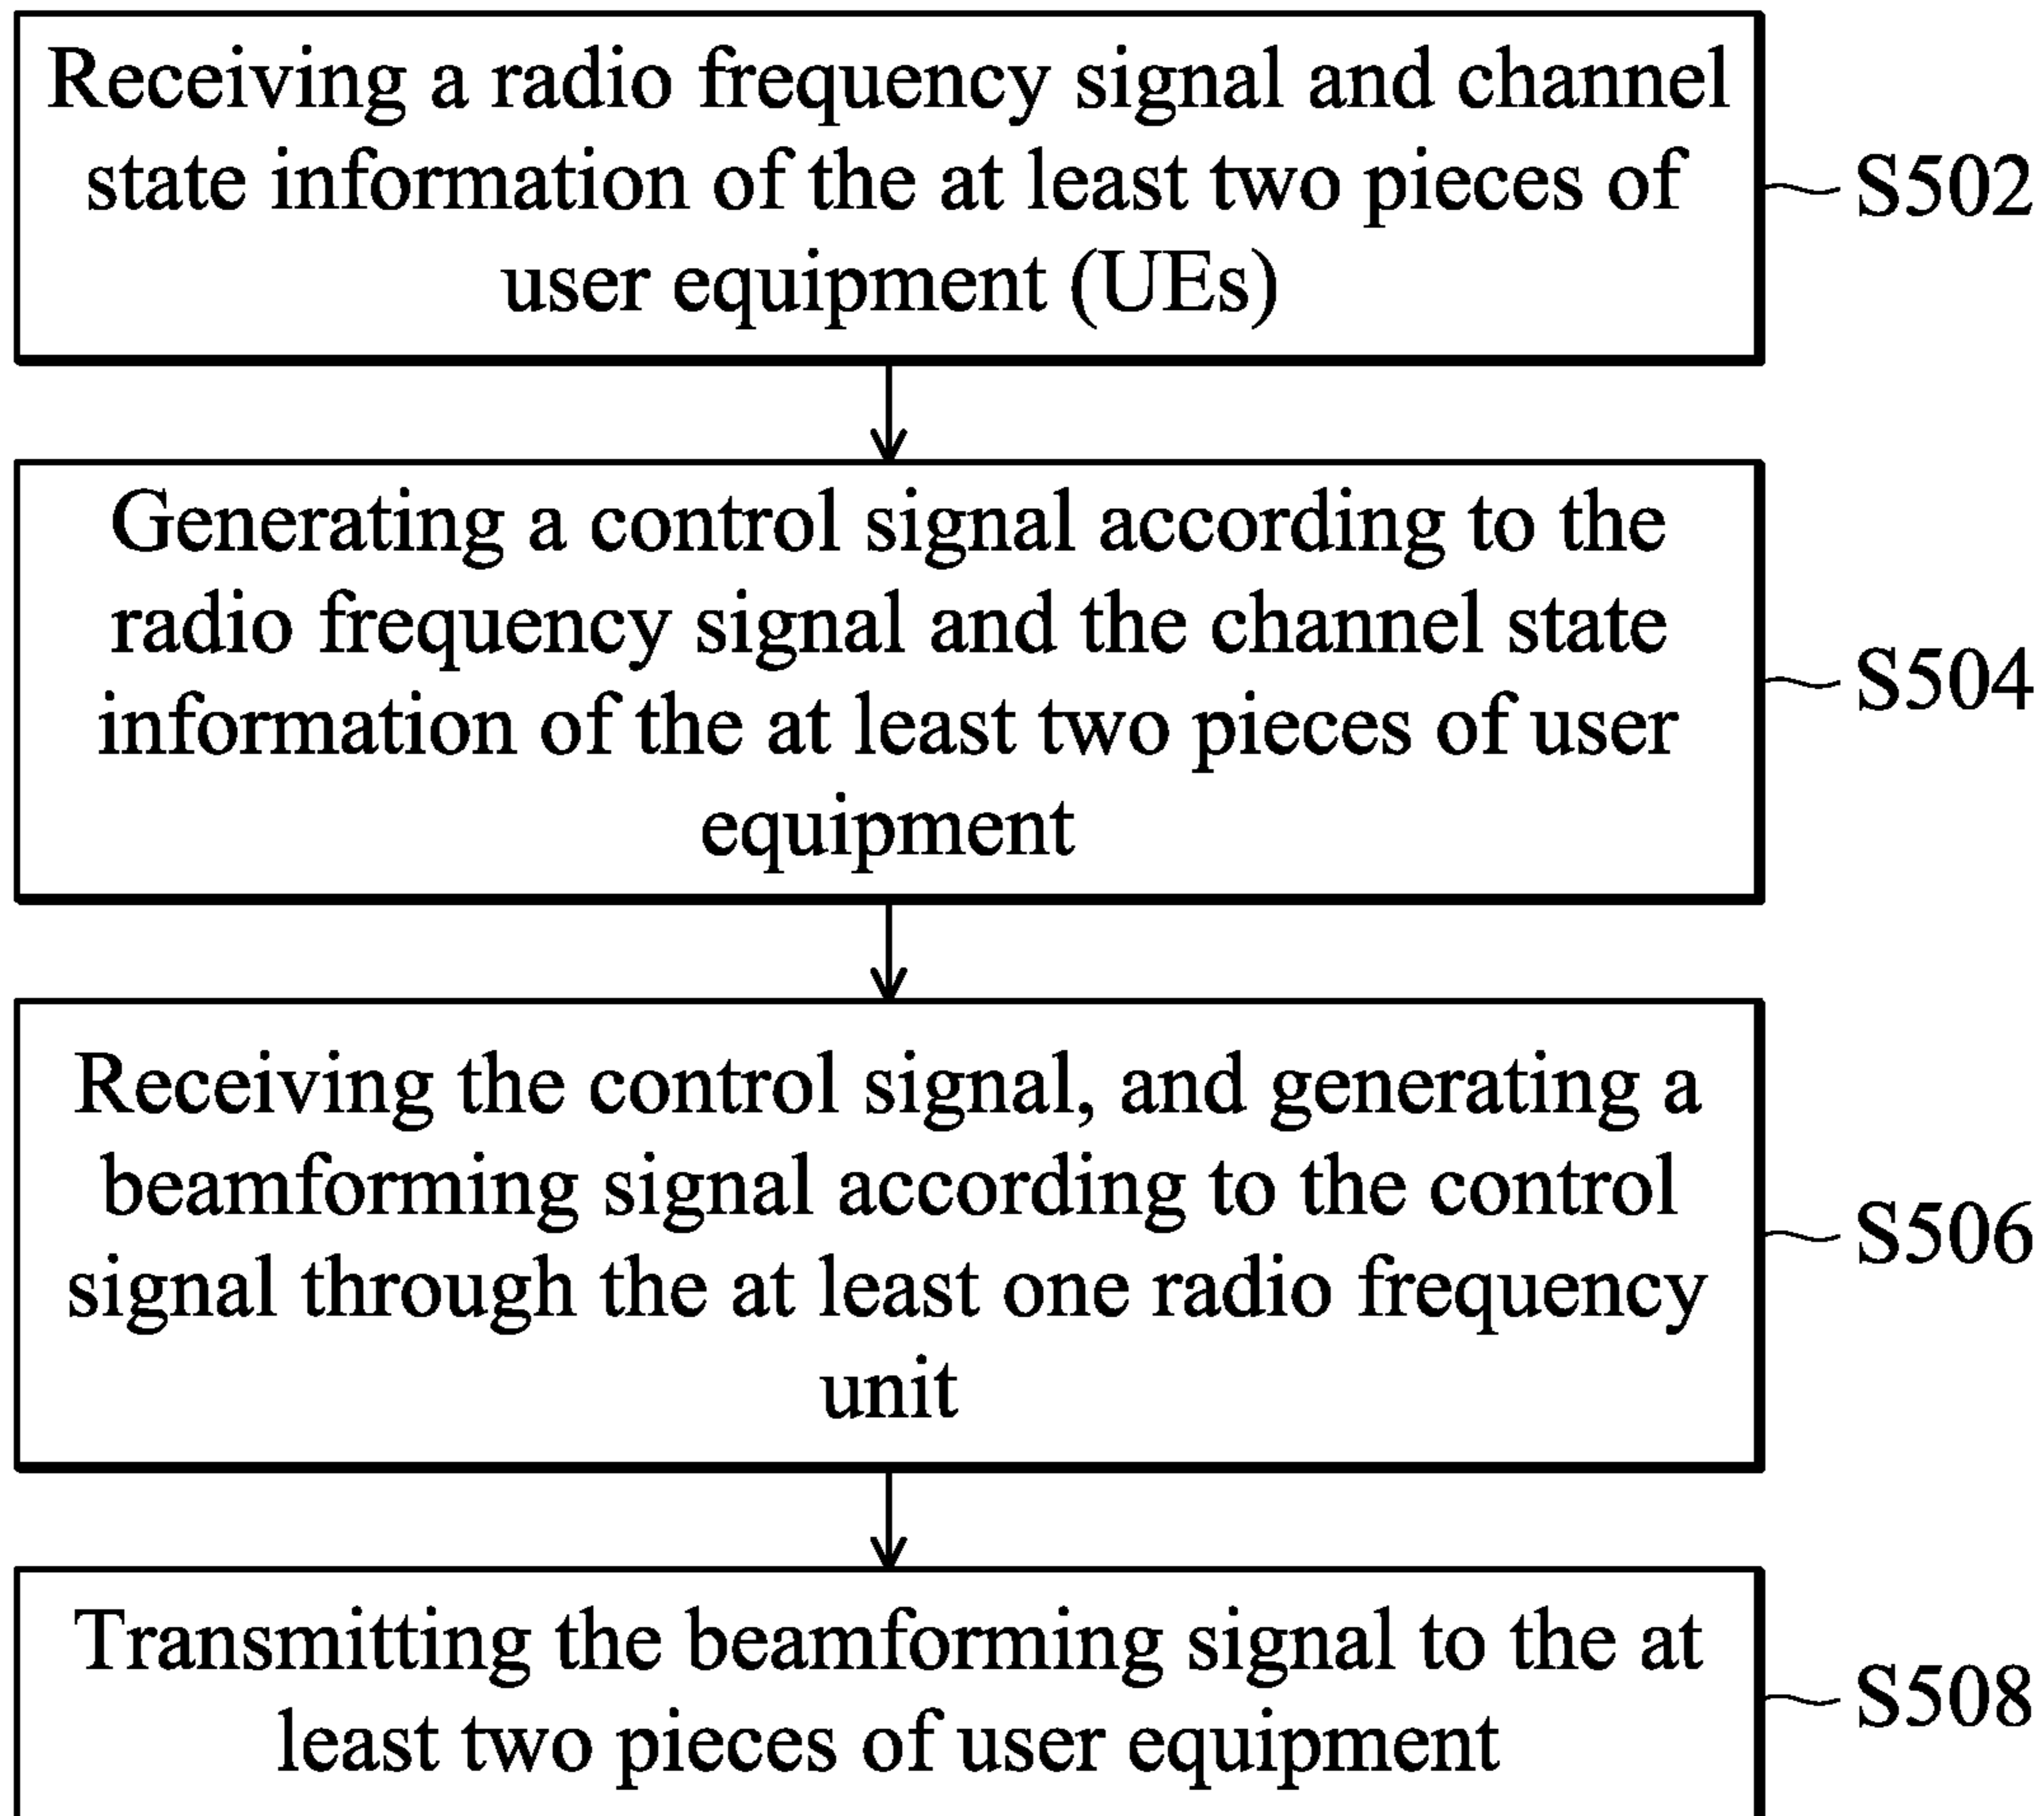 Receiving a radio frequency signal and channel
state information of the at least two pieces of
user equipment (UEs)
S502
Generating a control signal according to the
radio frequency signal and the channel state
information of the at least two pieces of user
equipment
S504
Receiving the control signal, and generating a
beamforming signal according to the control
signal through the at least one radio frequency
unit
S506
Transmitting the beamforming signal to the at
least two pieces of user equipment
S508